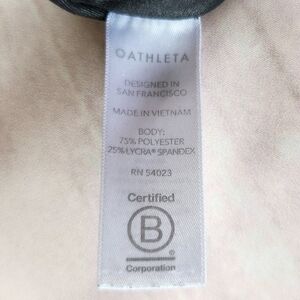 ATHLETA
DESIGNED IN
SAN FRANCISCO
MADE IN VIETNAM
BODY:
75% POLYESTER
25% LYCRA® SPANDEX
RN 54023
Certified
B
Corporation